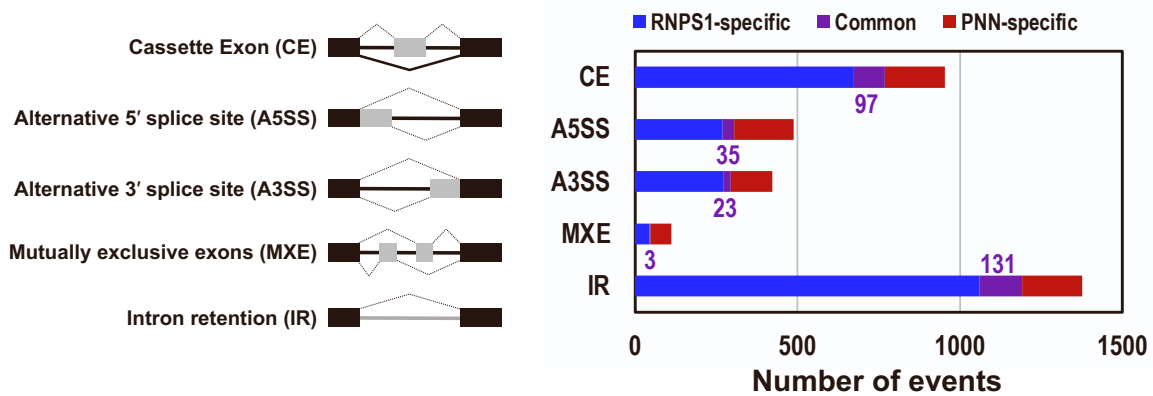 Cassette Exon (CE)
Alternative 5′ splice site (A5SS)
Alternative 3′ splice site (A3SS)
Mutually exclusive exons (MXE)
Intron retention (IR)
RNPS1-specific Common PNN-specific
CE
97
A5SS
35
A3SS
23
MXE
3
131
IR
0 500 1000 1500
Number of events